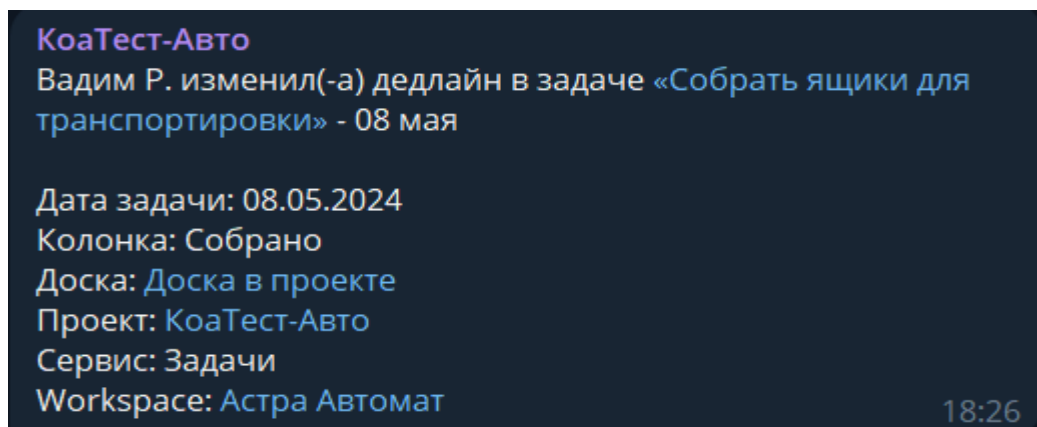 КоаТест-Авто
Вадим Р. изменил(-а) дедлайн в задаче «Собрать ящики для
транспортировки» - 08 мая
Дата задачи: 08.05.2024
Колонка: Собрано
Доска: Доска в проекте
Проект: КоаТест-Авто
Сервис: Задачи
Workspace: Астра Автомат
18:26